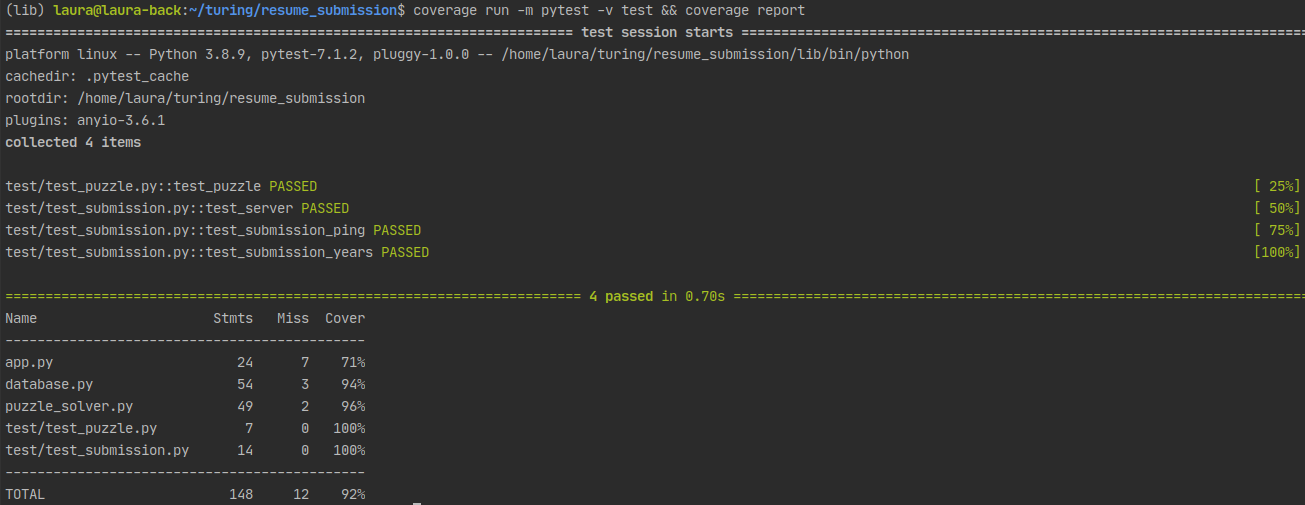 (lib) laura@laura-back:~/turing/resume_submission$ coverage run -m pytest -v test && coverage report
======================================================================= test session starts =======================================================================
platform linux -- Python 3.8.9, pytest-7.1.2, pluggy-1.0.0 -- /home/laura/turing/resume_submission/lib/bin/python
cachedir: .pytest_cache
rootdir: /home/laura/turing/resume_submission
plugins: anyio-3.6.1
collected 4 items
test/test_puzzle.py::test_puzzle PASSED [ 25%]
test/test_submission.py::test_server PASSED [ 50%]
test/test_submission.py::test_submission_ping PASSED [ 75%]
test/test_submission.py::test_submission_years PASSED [100%]
======================================================================== 4 passed in 0.70s ========================================================================
Name Stmts Miss Cover
---------------------------------------------
app.py 24 7 71%
database.py 54 3 94%
puzzle_solver.py 49 2 96%
test/test_puzzle.py 7 0 100%
test/test_submission.py 14 0 100%
---------------------------------------------
TOTAL 148 12 92%